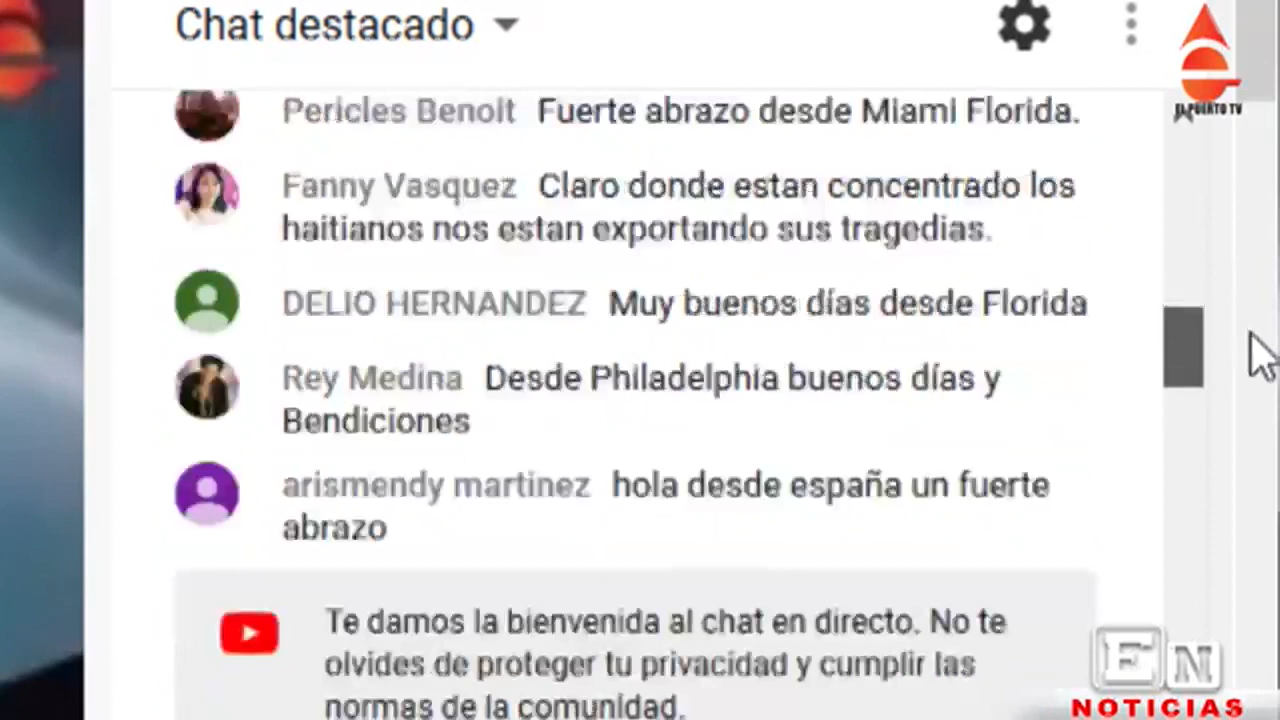 Chat destacado
Pericles Benoit Fuerte abrazo desde Miami Florida.
Fanny Vasquez Claro donde estan concentrado los
haitianos nos estan exportando sus tragedias.
DELIO HERNANDEZ Muy buenos días desde Florida
Rey Medina Desde Philadelphia buenos días y
Bendiciones
arismendy martinez hola desde españa un fuerte
abrazo
Te damos la bienvenida al chat en directo. No te
olvides de proteger tu privacidad y cumplir las
normas de la comunidad.
EN
NOTICIAS